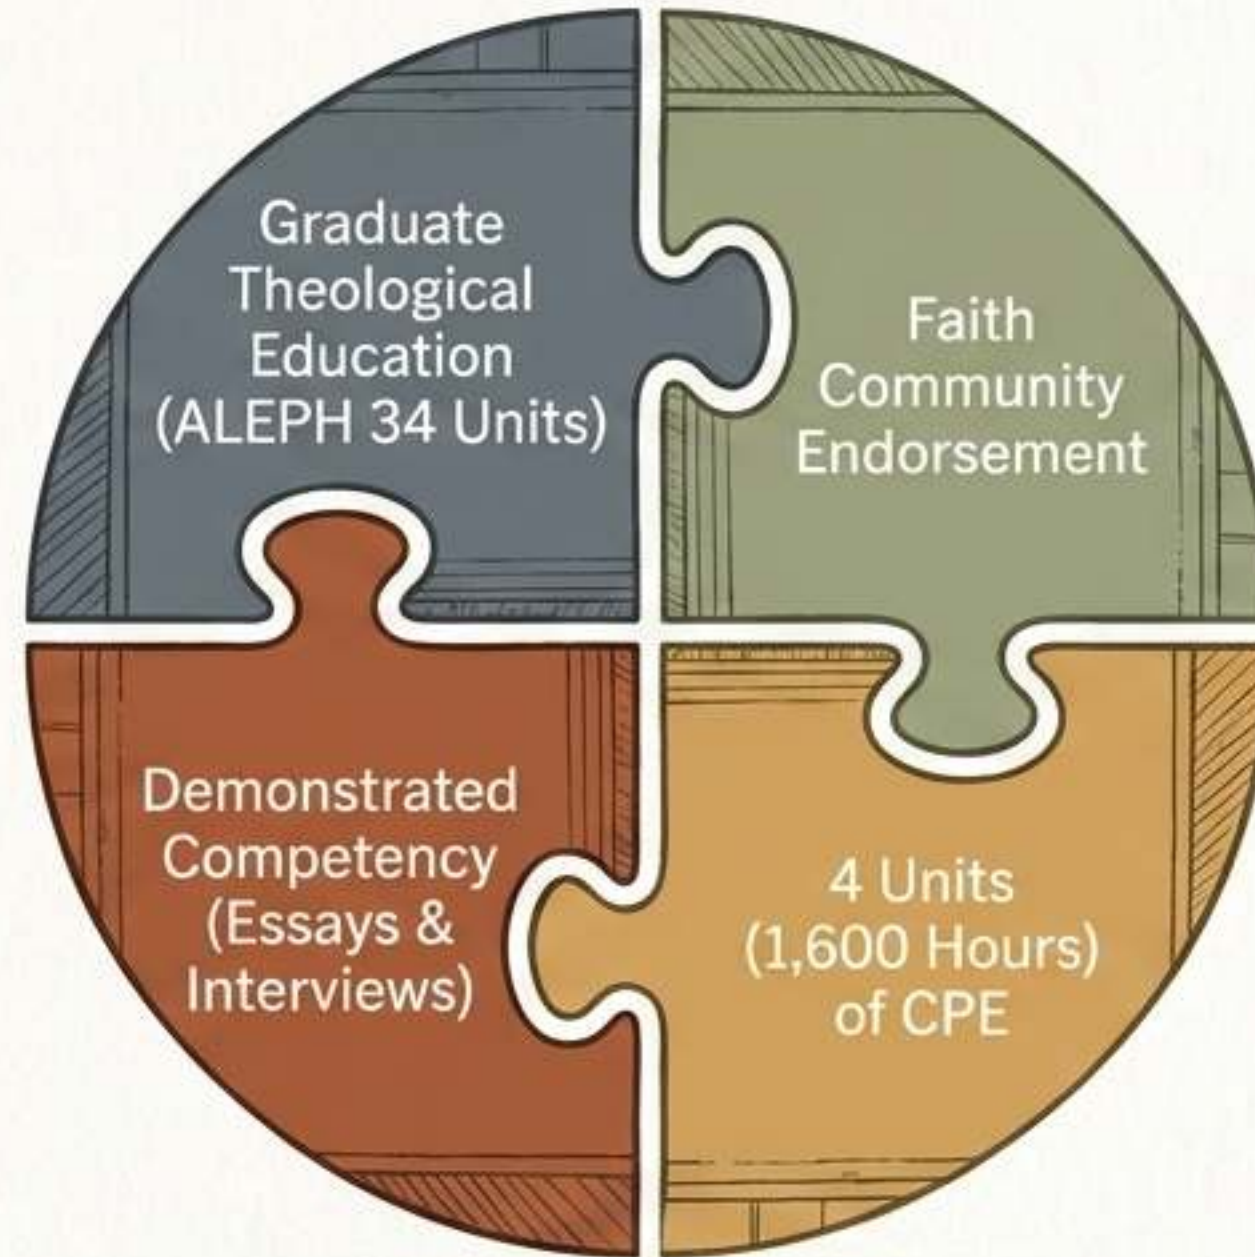 Graduate
Theological
Education
(ALEPH 34 Units)
Faith
Community
Endorsement
Demonstrated
Competency
(Essays &
Interviews)
4 Units
(1,600 Hours)
of CPE